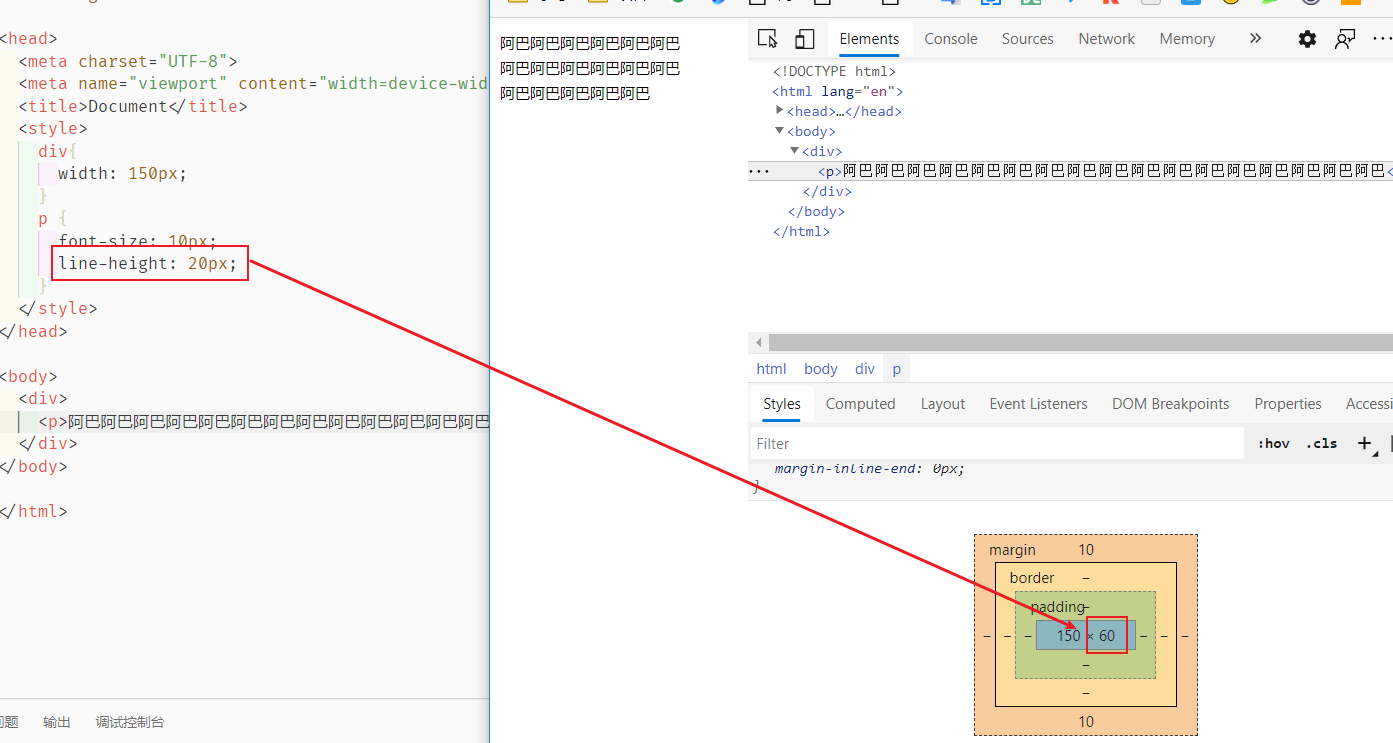 <head>
<meta charset="UTF-8">
<meta name="viewport" content="width=device-wid
<title>Document</title>
<style>
div{
width: 150px;
}
p {
font-size: 10px;
line-height: 20px;
}
</style>
</head>
<body>
<div>
<p>阿巴阿巴阿巴阿巴阿巴阿巴阿巴阿巴阿巴阿巴阿巴阿巴阿巴
</div>
</body>
</html>
问题 输出 调试控制台
阿巴阿巴阿巴阿巴阿巴阿巴
阿巴阿巴阿巴阿巴阿巴阿巴
阿巴阿巴阿巴阿巴阿巴
Elements Console Sources Network Memory
<!DOCTYPE html>
<html lang="en">
<head>…</head>
<body>
<div>
<p>阿巴阿巴阿巴阿巴阿巴阿巴阿巴阿巴阿巴阿巴阿巴阿巴阿巴阿巴阿巴阿巴阿巴<
</div>
</body>
</html>
html body div p
Styles Computed Layout Event Listeners DOM Breakpoints Properties Accessi
Filter :hov .cls +
margin-inline-end: 0px;
}
margin 10
border –
padding –
– – – 150 × 60 – – –
–
–
10